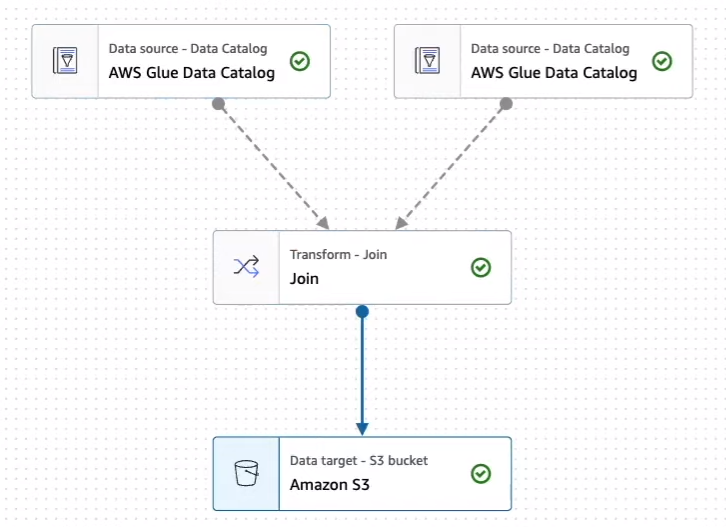 Data source - Data Catalog
AWS Glue Data Catalog
Data source - Data Catalog
AWS Glue Data Catalog
Transform - Join
Join
Data target - S3 bucket
Amazon S3